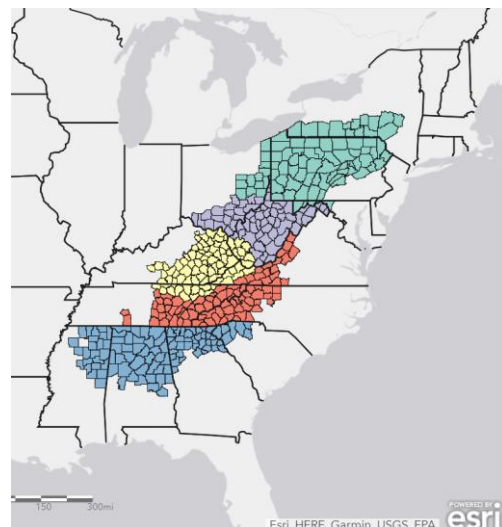 150
300mi
POWERED BY
esri
Esri, HERE, Garmin, USGS, EPA